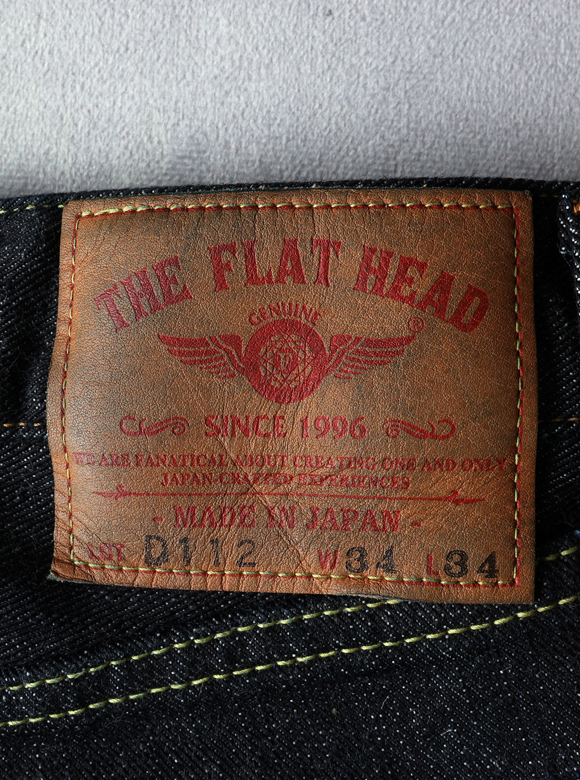 THE FLAT HEAD
GENUINE
®
SINCE 1996
WE ARE FANATICAL ABOUT CREATING ONE AND ONLY
JAPAN-CRAFTED EXPERIENCES
- MADE IN JAPAN -
LOT D112 W34 L34